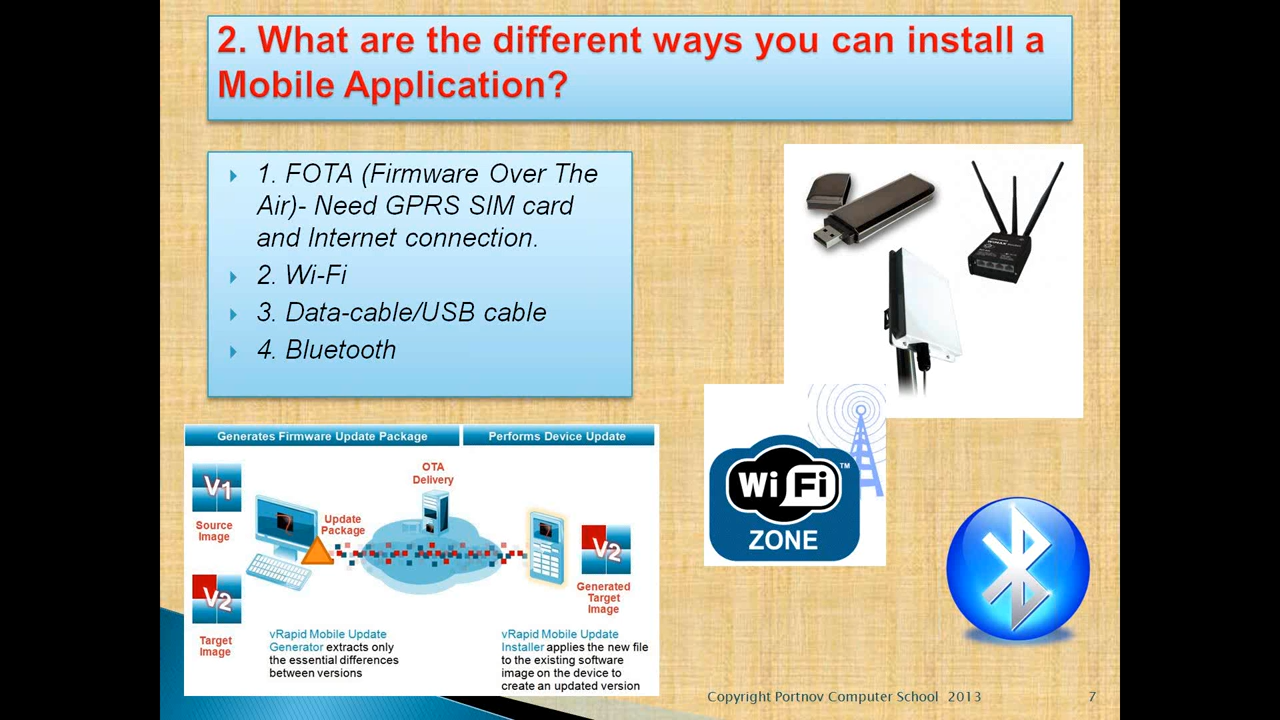 2. What are the different ways you can install a
Mobile Application?
1. FOTA (Firmware Over The
Air)- Need GPRS SIM card
and Internet connection.
2. Wi-Fi
3. Data-cable/USB cable
4. Bluetooth
Generates Firmware Update Package
Performs Device Update
V1
Source
Image
V2
Target
Image
Update
Package
OTA
Delivery
V2
Generated
Target
Image
vRapid Mobile Update
Generator extracts only
the essential differences
between versions
vRapid Mobile Update
Installer applies the new file
to the existing software
image on the device to
create an updated version
Wi Fi TM
ZONE
Copyright Portnov Computer School 2013
7